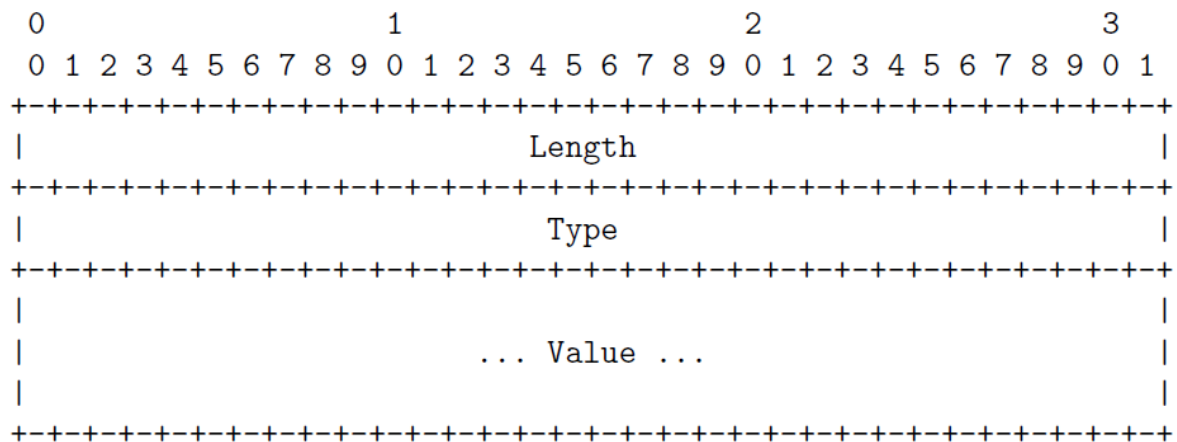 0                   1                   2                   3
0 1 2 3 4 5 6 7 8 9 0 1 2 3 4 5 6 7 8 9 0 1 2 3 4 5 6 7 8 9 0 1
+-+-+-+-+-+-+-+-+-+-+-+-+-+-+-+-+-+-+-+-+-+-+-+-+-+-+-+-+-+-+-+-+
|                            Length                             |
+-+-+-+-+-+-+-+-+-+-+-+-+-+-+-+-+-+-+-+-+-+-+-+-+-+-+-+-+-+-+-+-+
|                             Type                              |
+-+-+-+-+-+-+-+-+-+-+-+-+-+-+-+-+-+-+-+-+-+-+-+-+-+-+-+-+-+-+-+-+
|                                                               |
|                         ... Value ...                         |
|                                                               |
+-+-+-+-+-+-+-+-+-+-+-+-+-+-+-+-+-+-+-+-+-+-+-+-+-+-+-+-+-+-+-+-+